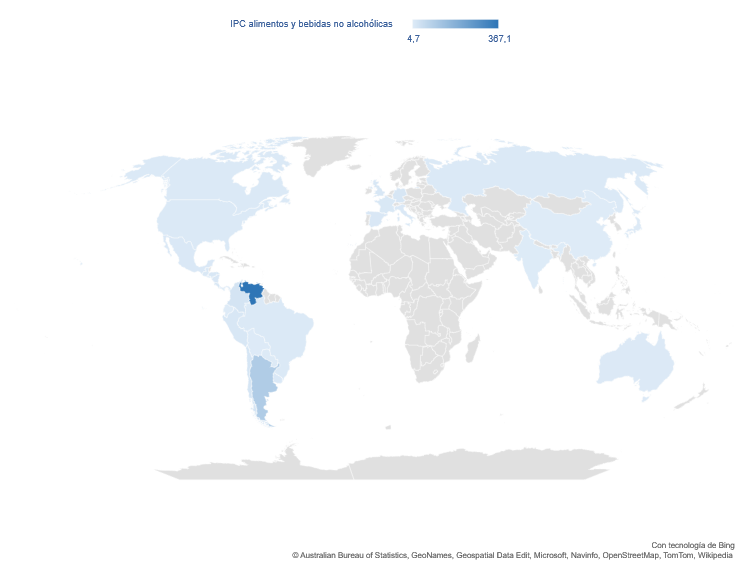 IPC alimentos y bebidas no alcohólicas
4,7 367,1
Con tecnología de Bing
© Australian Bureau of Statistics, GeoNames, Geospatial Data Edit, Microsoft, Navinfo, OpenStreetMap, TomTom, Wikipedia